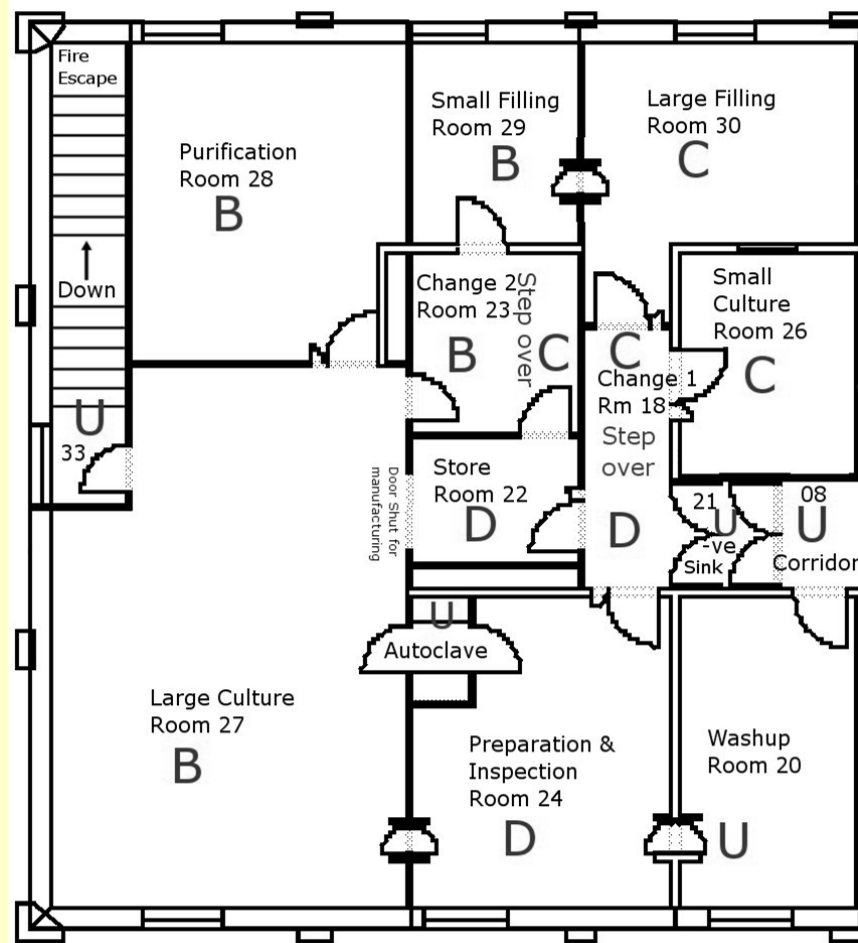 Fire
Escape
Down
U
33
Purification
Room 28
B
Small Filling
Room 29
B
Large Filling
Room 30
C
Change 2
Room 23
Step over
B
C
C
Change 1
Rm 18
Step
over
D
Small
Culture
Room 26
C
Store
Room 22
D
Door Shut for
manufacturing
21
U
-ve
Sink
08
U
Corridor
U
Autoclave
Large Culture
Room 27
B
Preparation &
Inspection
Room 24
D
Washup
Room 20
U